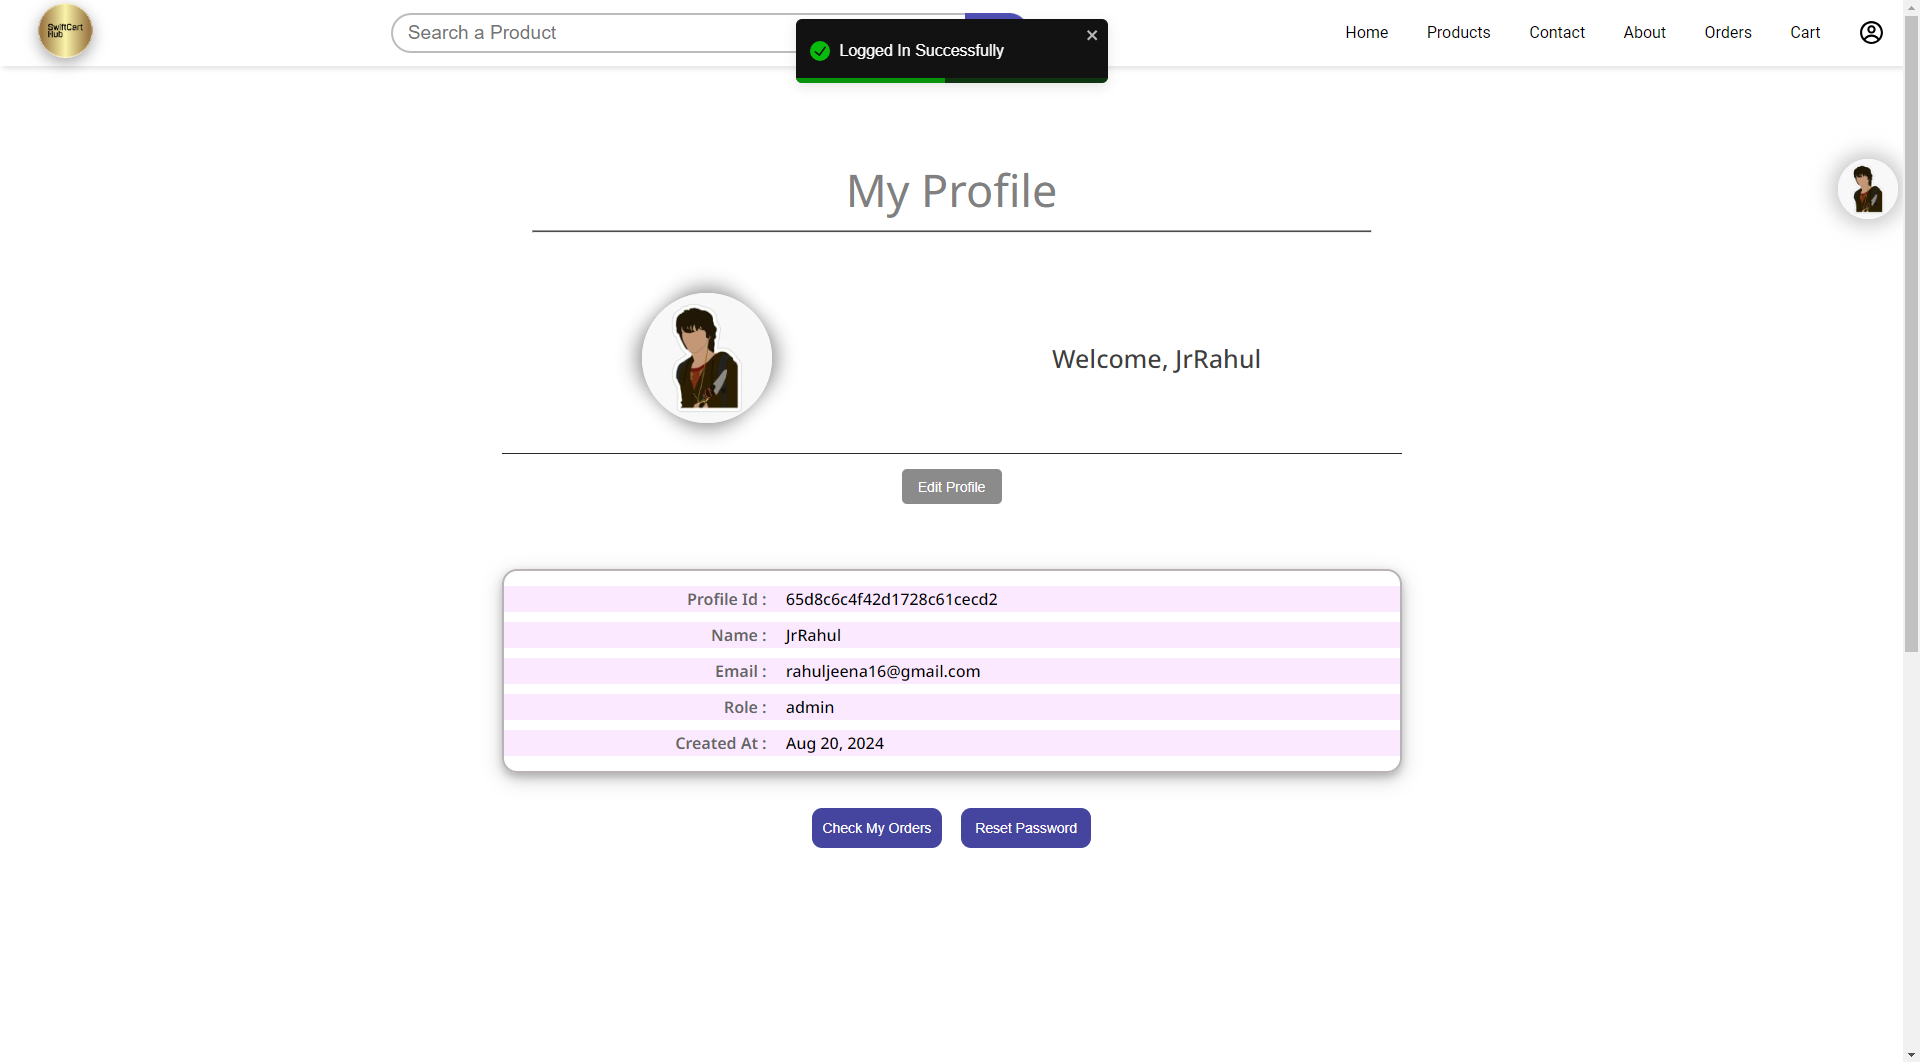 SwiftCert
Hub
Search a Product
Logged In Successfully
Home
Products
Contact
About
Orders
Cart
My Profile
Welcome, JrRahul
Edit Profile
Profile Id : 65d8c6c4f42d1728c61cecd2
Name : JrRahul
Email : rahuljeena16@gmail.com
Role : admin
Created At : Aug 20, 2024
Check My Orders
Reset Password